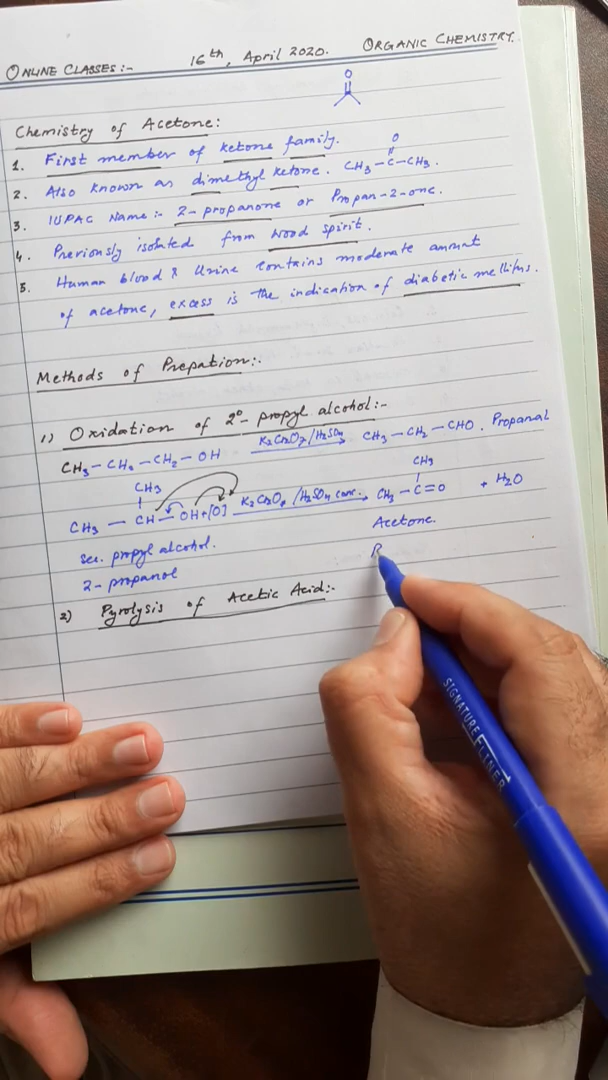 ONLINE CLASSES:- 16th, April 2020. ORGANIC CHEMISTRY.
O
Chemistry of Acetone:
1. First member of ketone family.
O
2. Also known as dimethyl ketone. CH3-C-CH3.
3. IUPAC Name:- 2-propanone or Propan-2-one.
4. Previously isolated from wood spirit.
5. Human blood & Urine contains moderate amount
of acetone, excess is the indication of diabetic mellitus.
Methods of Prepation:-
1) Oxidation of 2°-propyl alcohol:-
CH3-CH2-CH2-OH K2Cr2O7/H2SO4 CH3-CH2-CHO. Propanal
CH3 CH3
CH3-CH-OH+[O] K2Cr2O7/H2SO4 conc. CH3-C=O + H2O
sec. propyl alcohol. Acetone.
2-propanol P
2) Pyrolysis of Acetic Acid:-
SIGNATURE FLINER